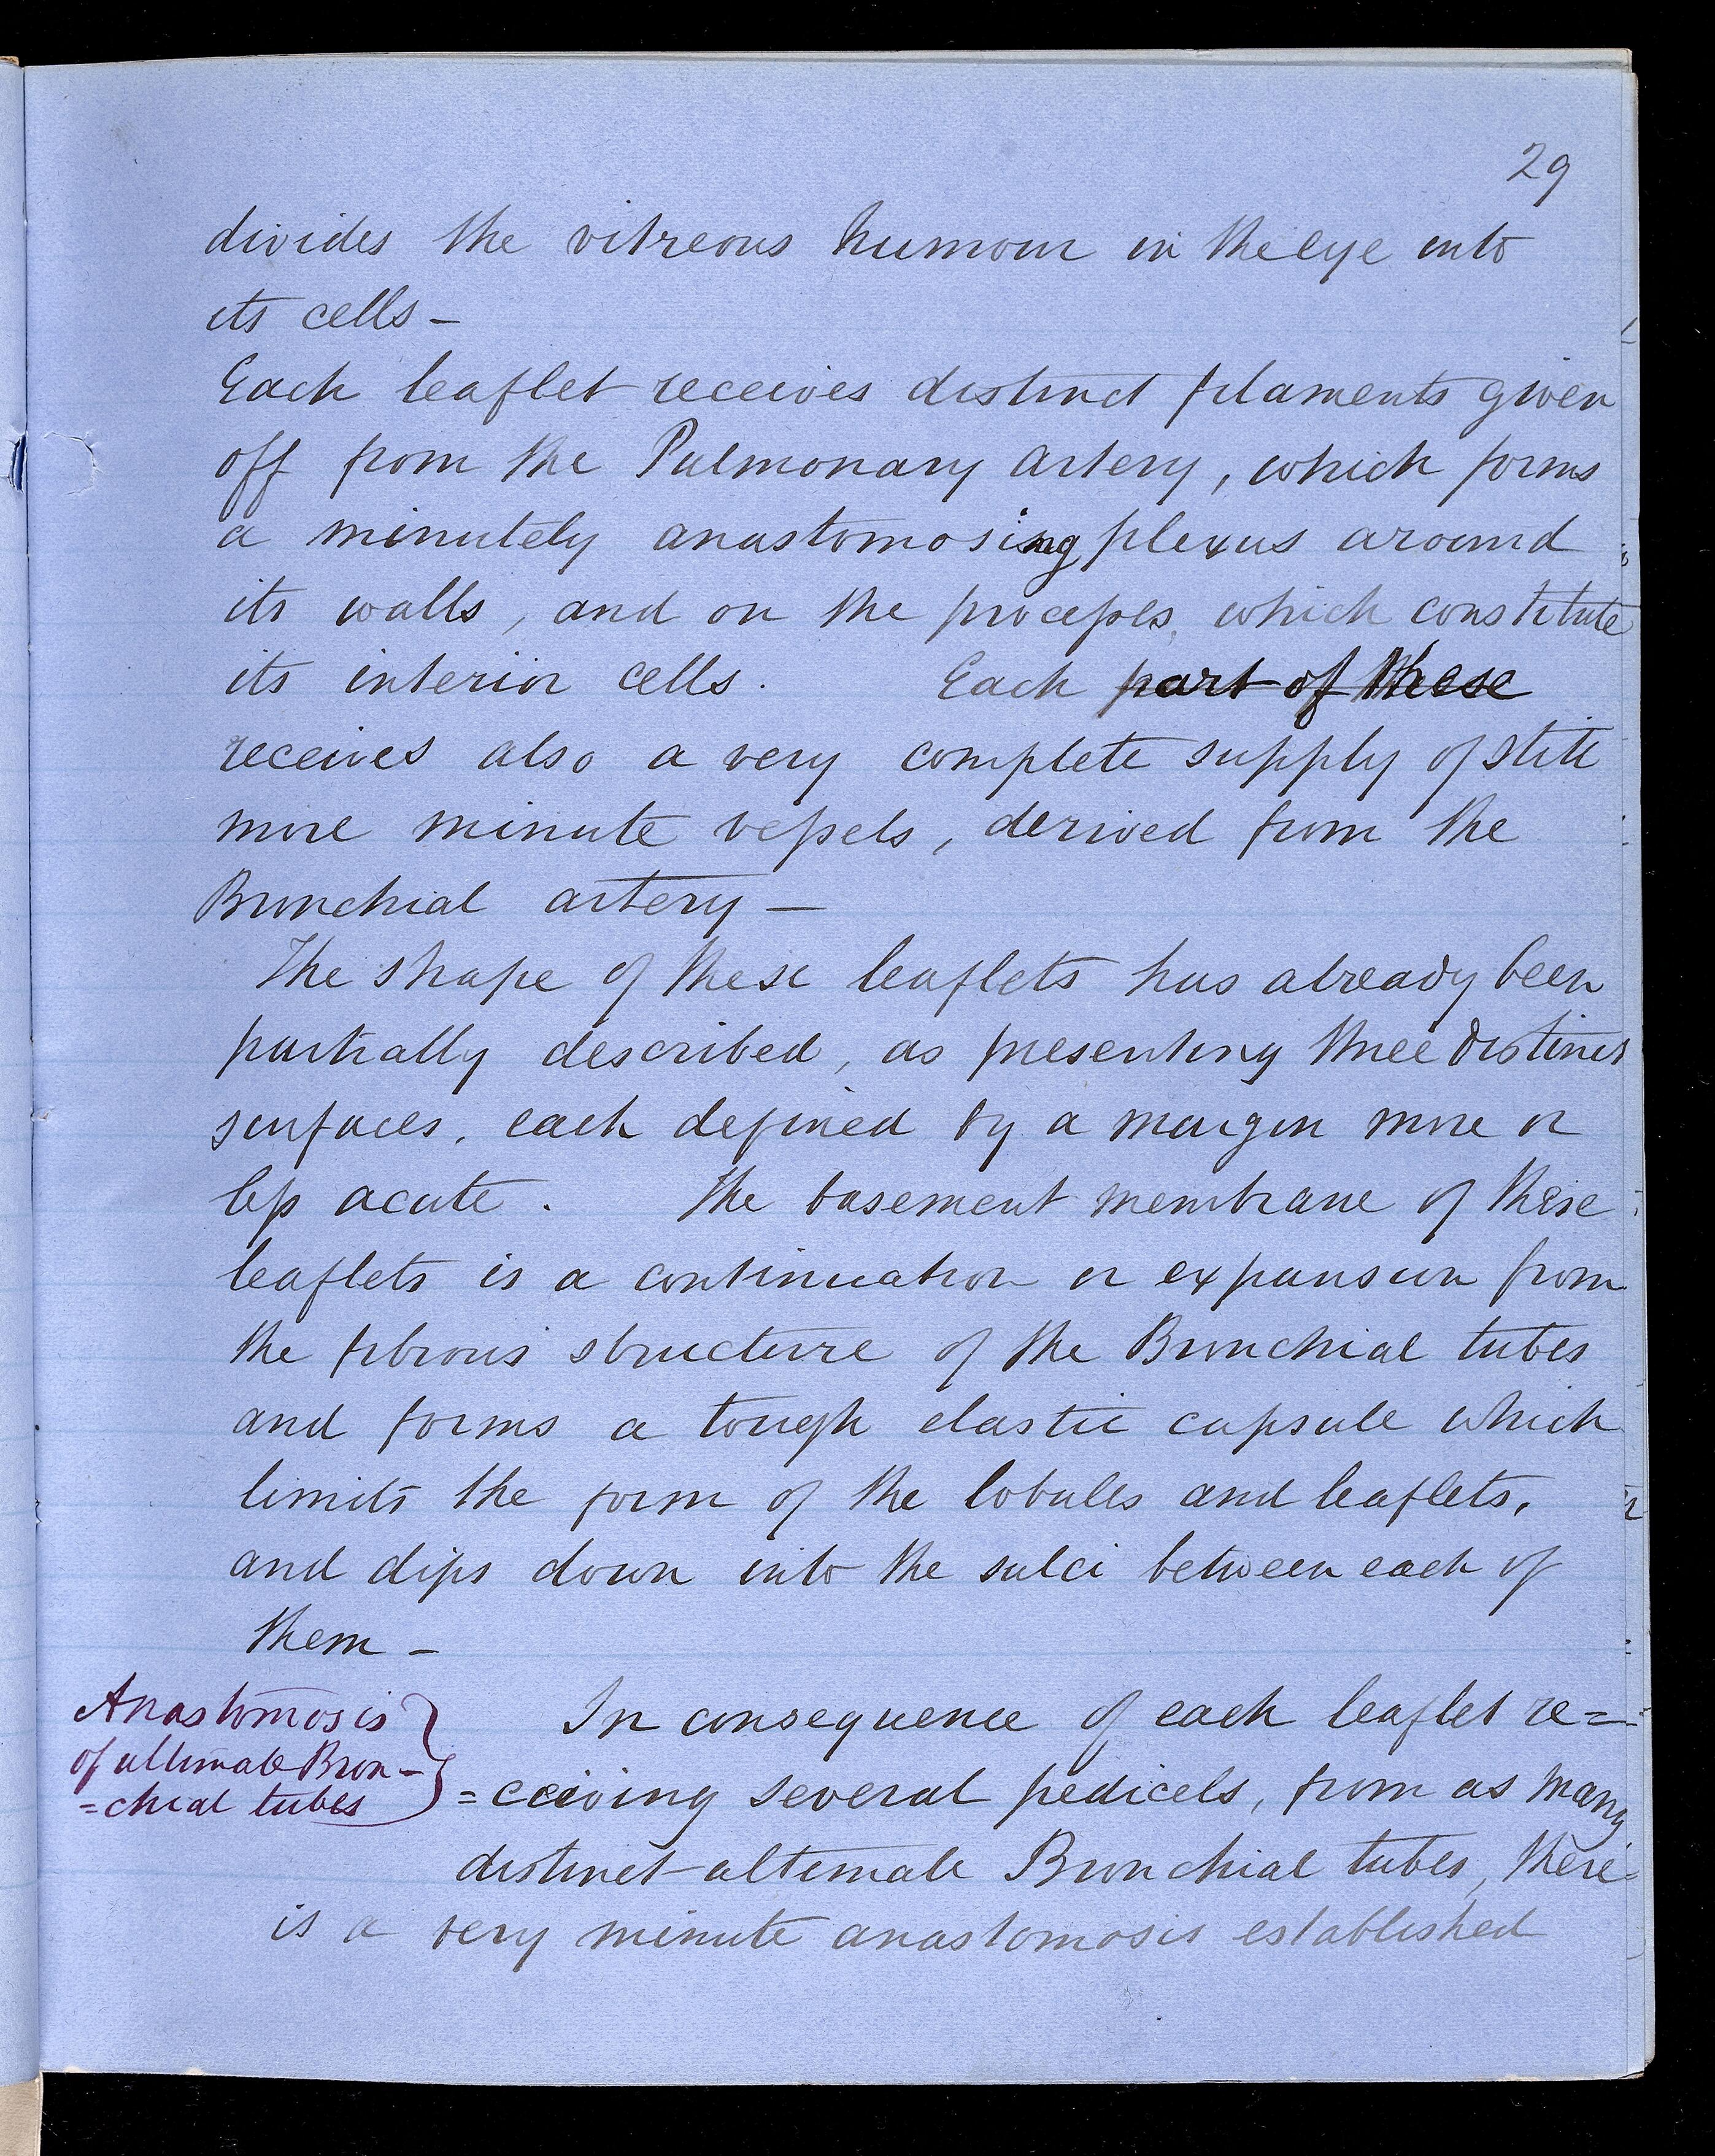 29
divides the vitreous humour in the eye into
its cells –
Each leaflet receives distinct filaments given
off from the Pulmonary artery, which forms
a minutely anastomosing plexus around
its walls, and on the processes, which constitute
its interior cells. Each part of these
receives also a very complete supply of still
more minute vessels, derived from the
Bronchial artery –
The shape of these leaflets has already been
partially described, as presenting three distinct
surfaces, each defined by a margin more or
less acute. The basement membrane of these
leaflets is a continuation or expansion from
the fibrous structure of the Bronchial tubes
and forms a tough elastic capsule which
limits the form of the lobules and leaflets,
and dips down into the sulci between each of
them –
Anastomosis
of ultimate Bron–
=chial tubes
In consequence of each leaflet re=
=ceiving several pedicels, from as many
distinct ultimate Bronchial tubes, there
is a very minute anastomosis established